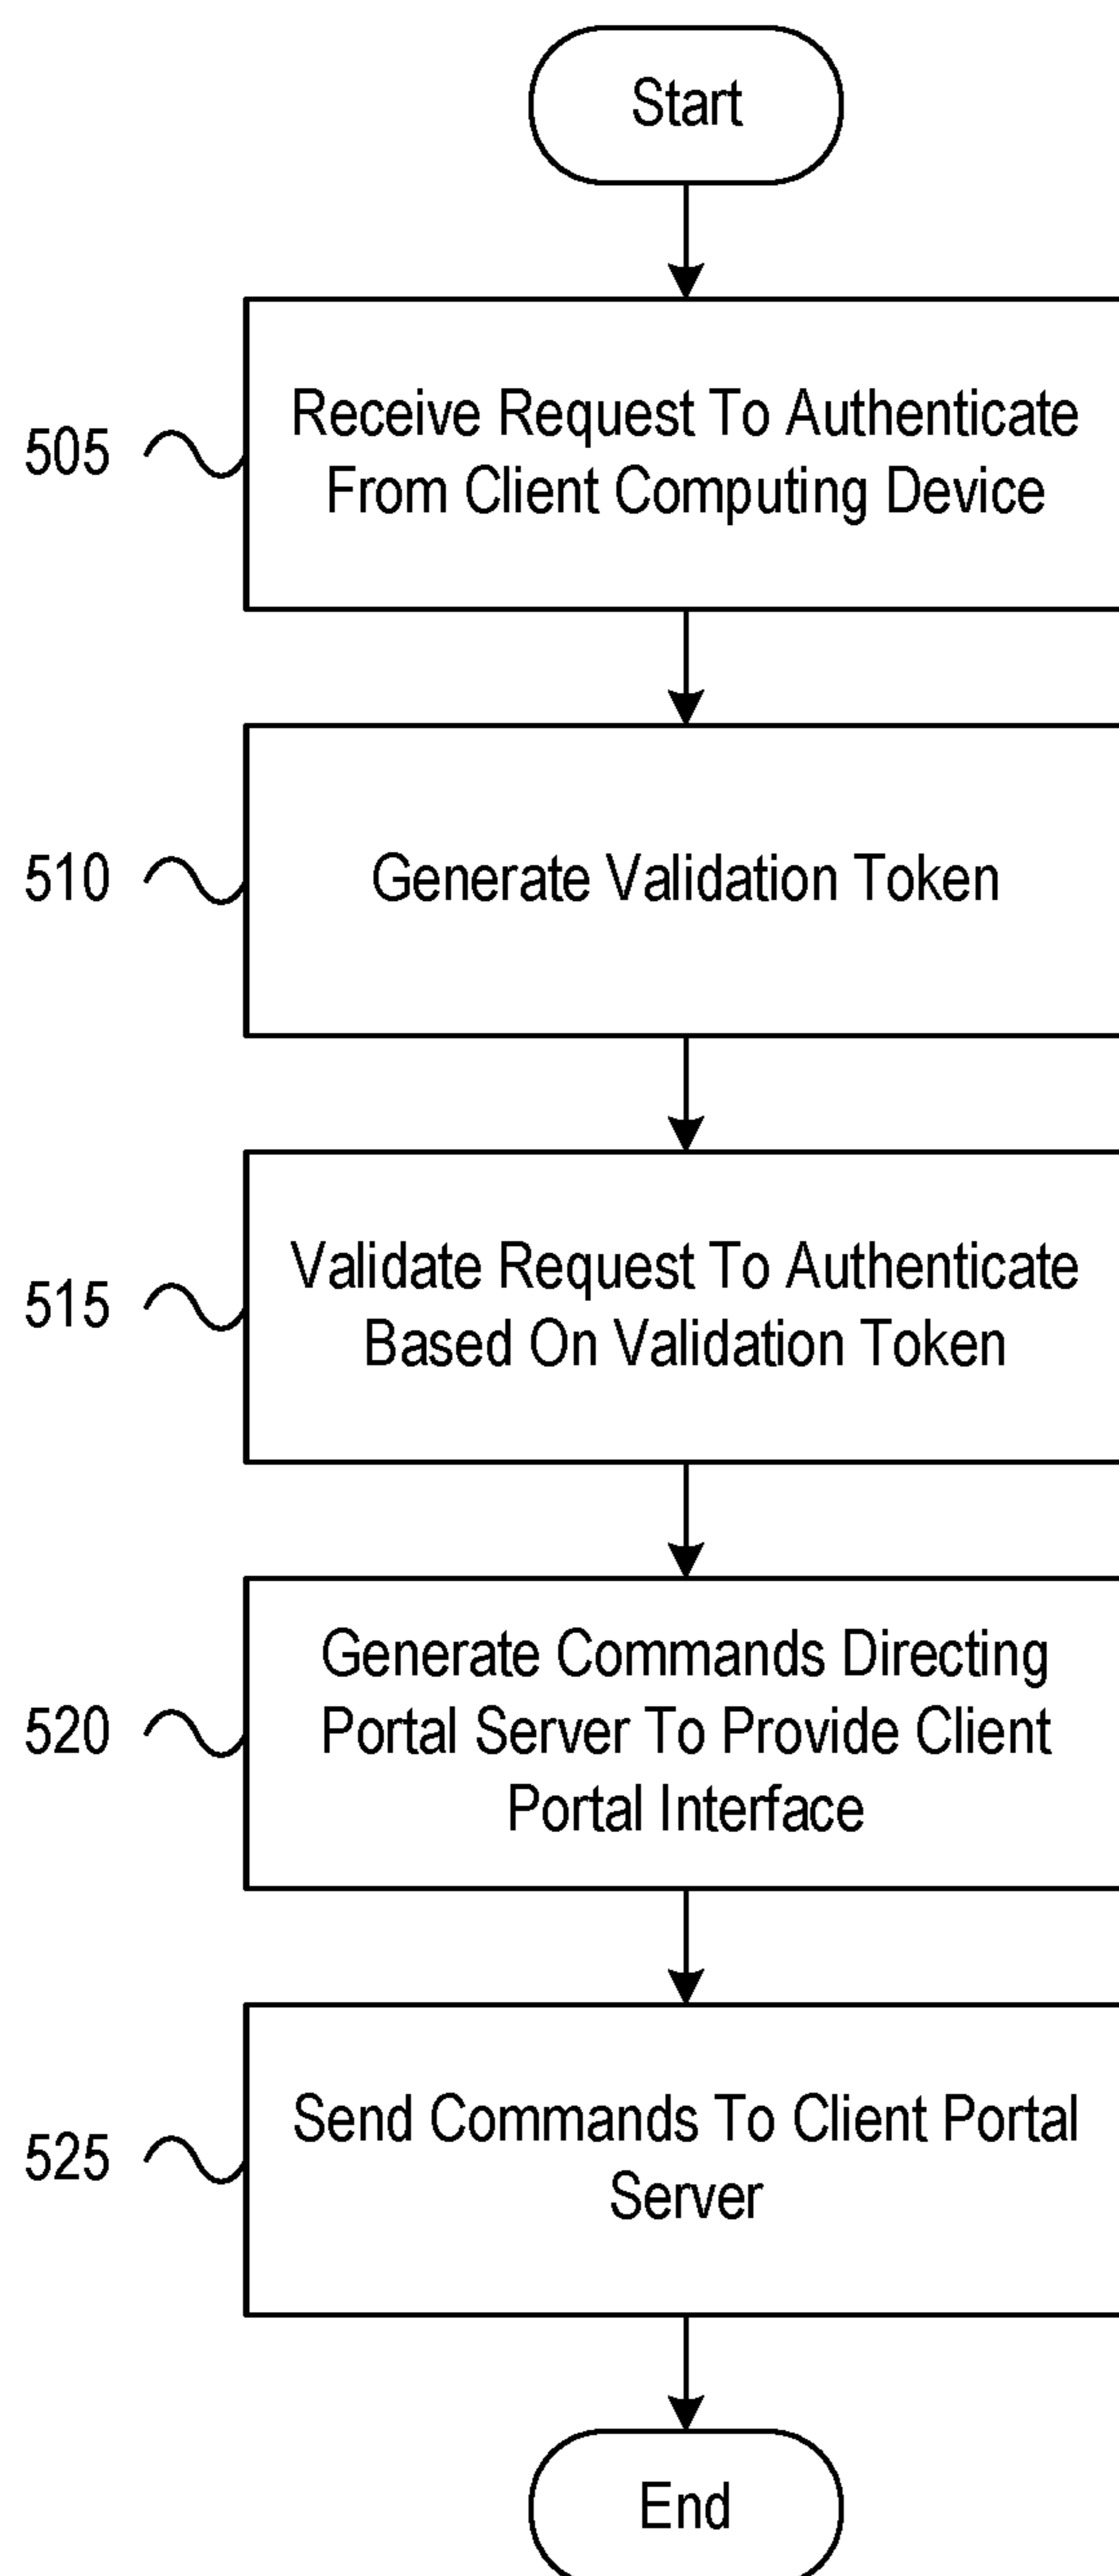 Start
505
Receive Request To Authenticate
From Client Computing Device
510
Generate Validation Token
515
Validate Request To Authenticate
Based On Validation Token
520
Generate Commands Directing
Portal Server To Provide Client
Portal Interface
525
Send Commands To Client Portal
Server
End